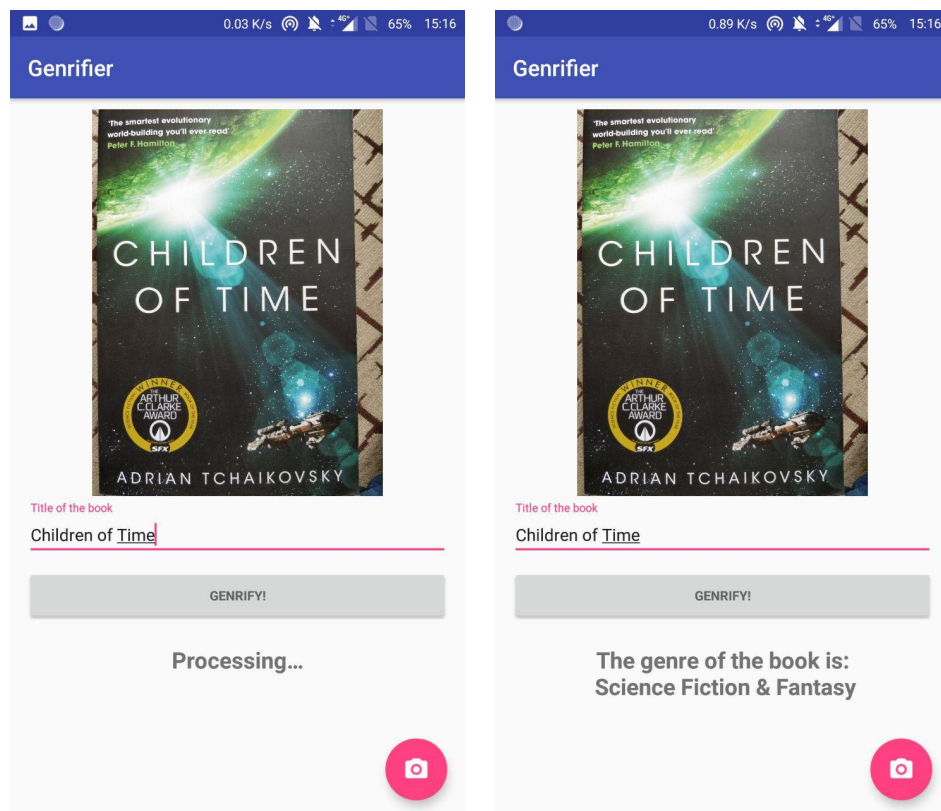 0.03 K/s 4G+ 65% 15:16
Genrifier
'The smartest evolutionary
world-building you'll ever read'
Peter F. Hamilton
CHILDREN
OF TIME
WINNER
THE
ARTHUR
C.CLARKE
AWARD
SFX
ADRIAN TCHAIKOVSKY
Title of the book
Children of Time
GENRIFY!
Processing...
0.89 K/s 4G+ 65% 15:16
Genrifier
'The smartest evolutionary
world-building you'll ever read'
Peter F. Hamilton
CHILDREN
OF TIME
WINNER
THE
ARTHUR
C.CLARKE
AWARD
SFX
ADRIAN TCHAIKOVSKY
Title of the book
Children of Time
GENRIFY!
The genre of the book is:
Science Fiction & Fantasy